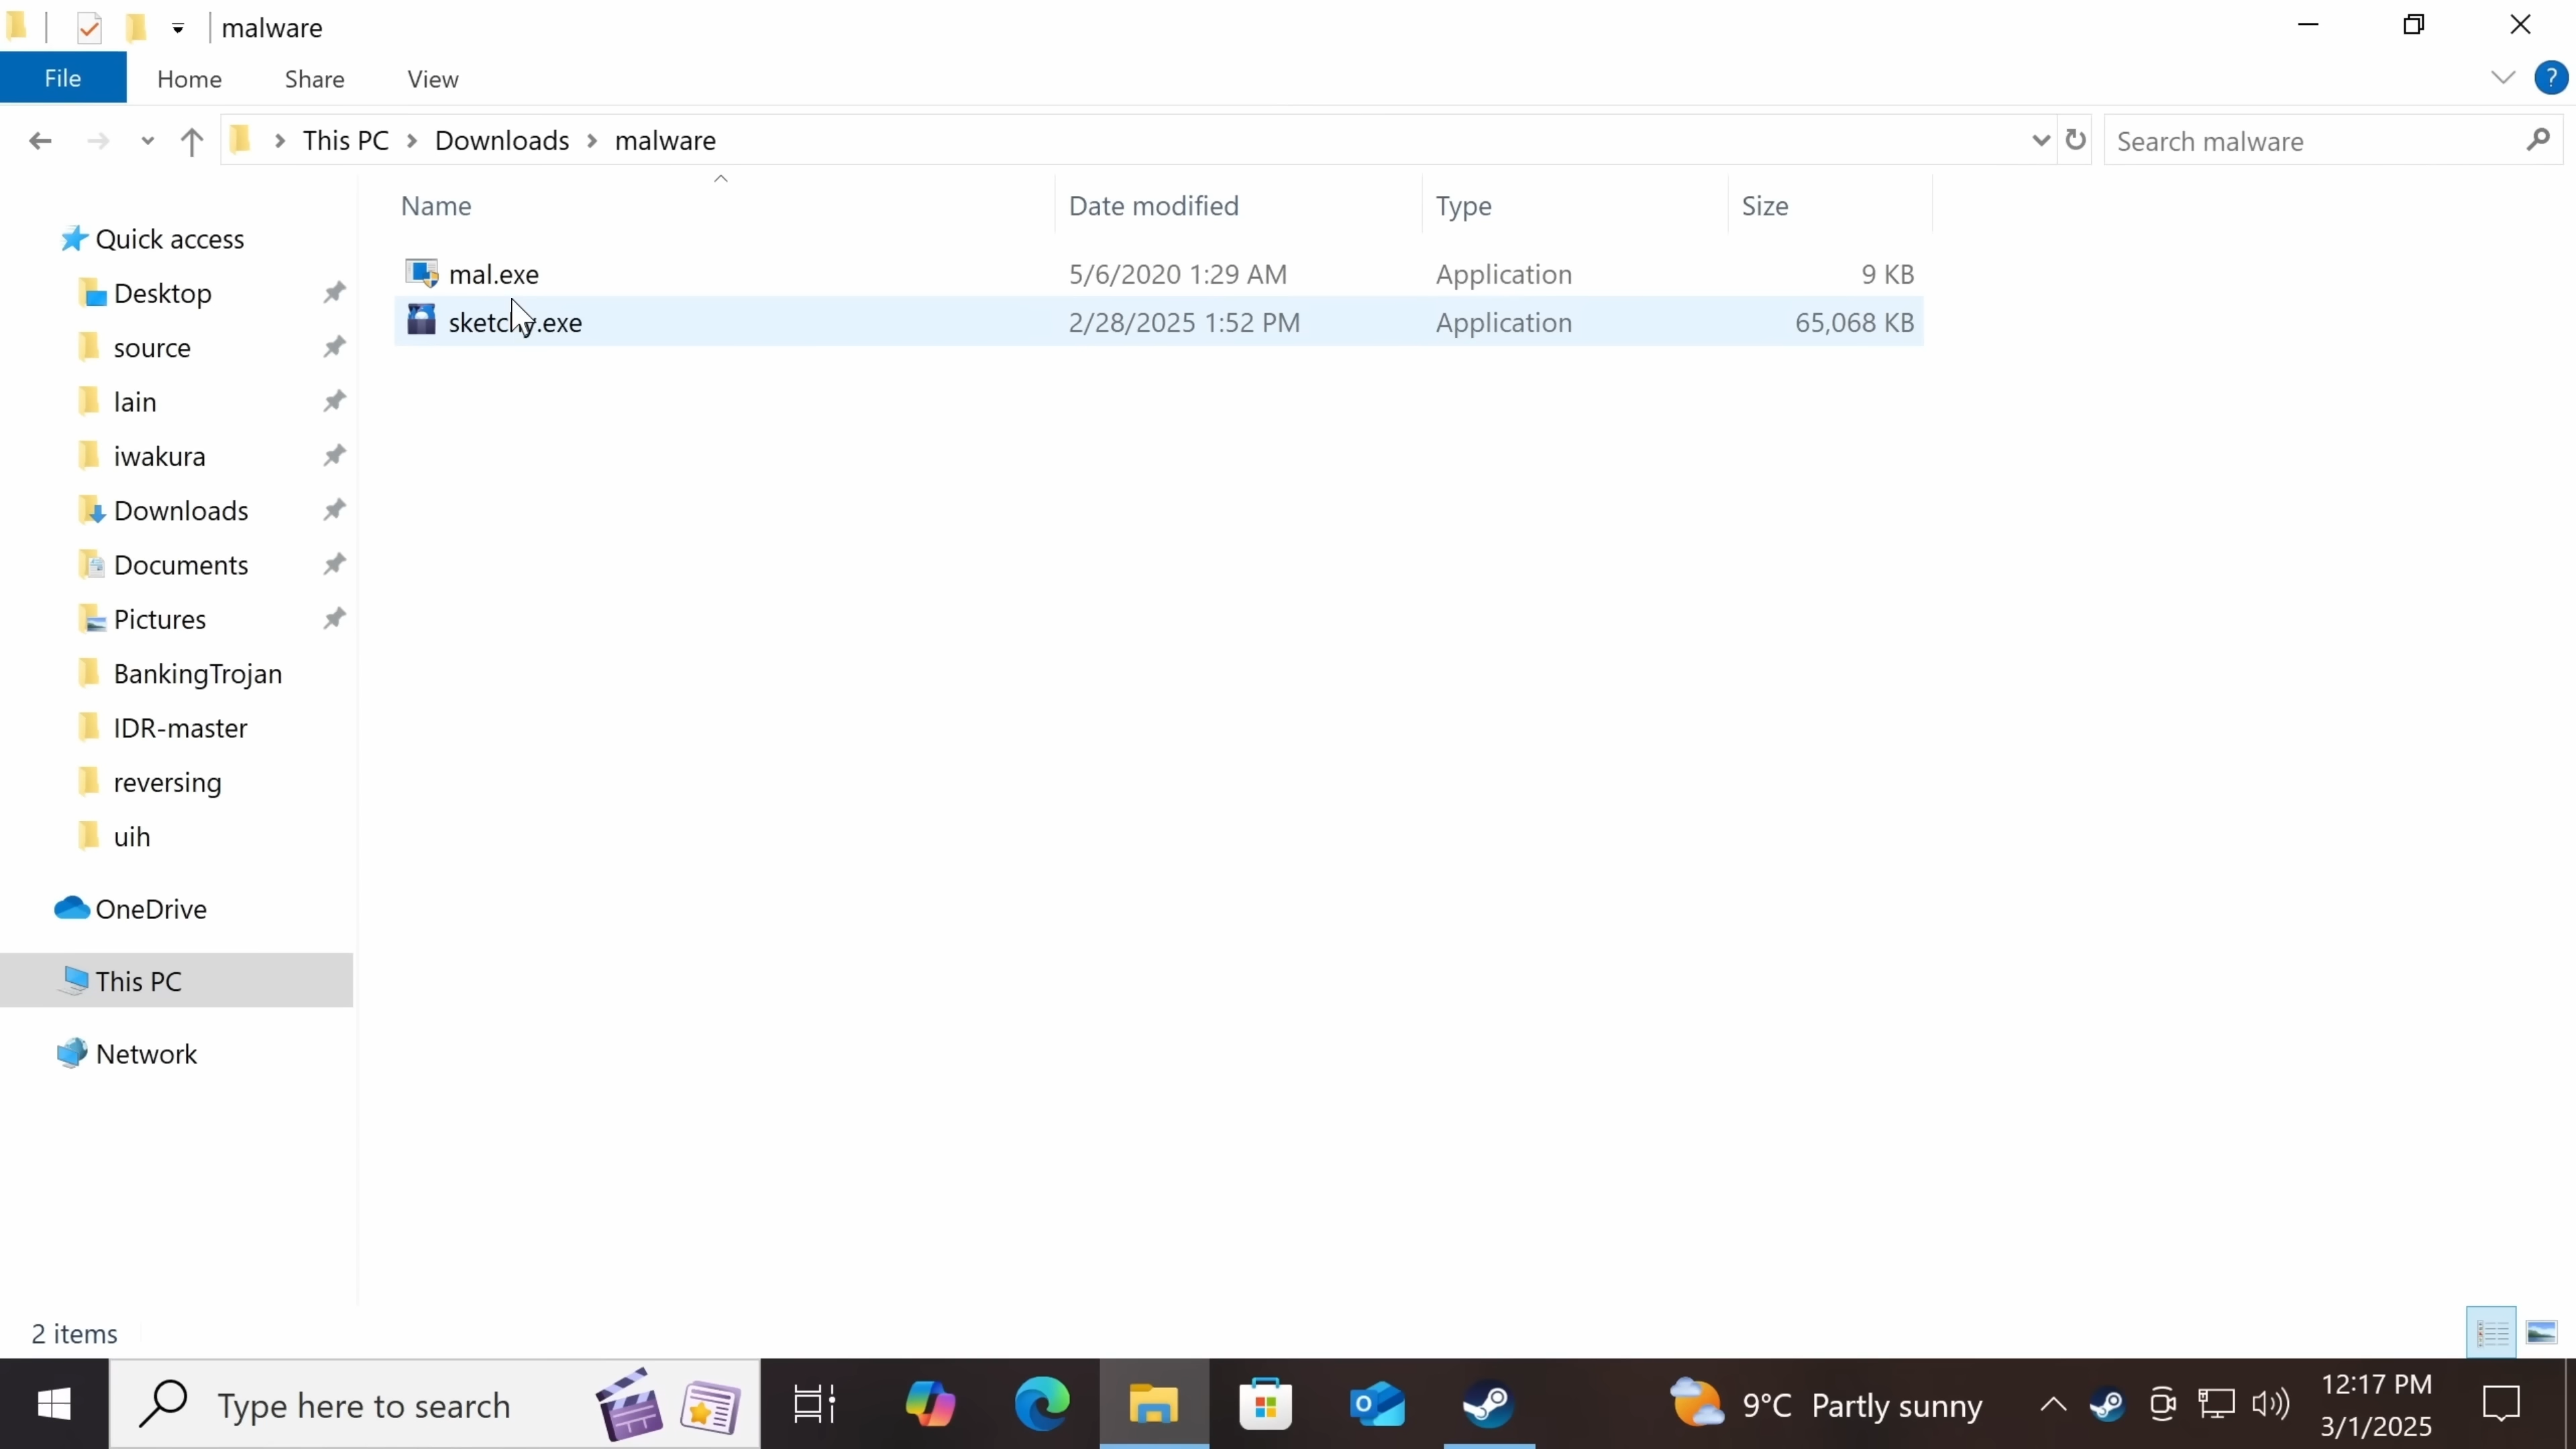 malware
File Home Share View
This PC Downloads malware
Search malware
Name Date modified Type Size
mal.exe 5/6/2020 1:29 AM Application 9 KB
2/28/2025 1:52 PM Application 65,068 KB
Quick access
Desktop
source
lain
iwakura
Downloads
Documents
Pictures
BankingTrojan
IDR-master
reversing
uih
OneDrive
This PC
Network
2 items
Type here to search
9°C Partly sunny
12:17 PM
3/1/2025